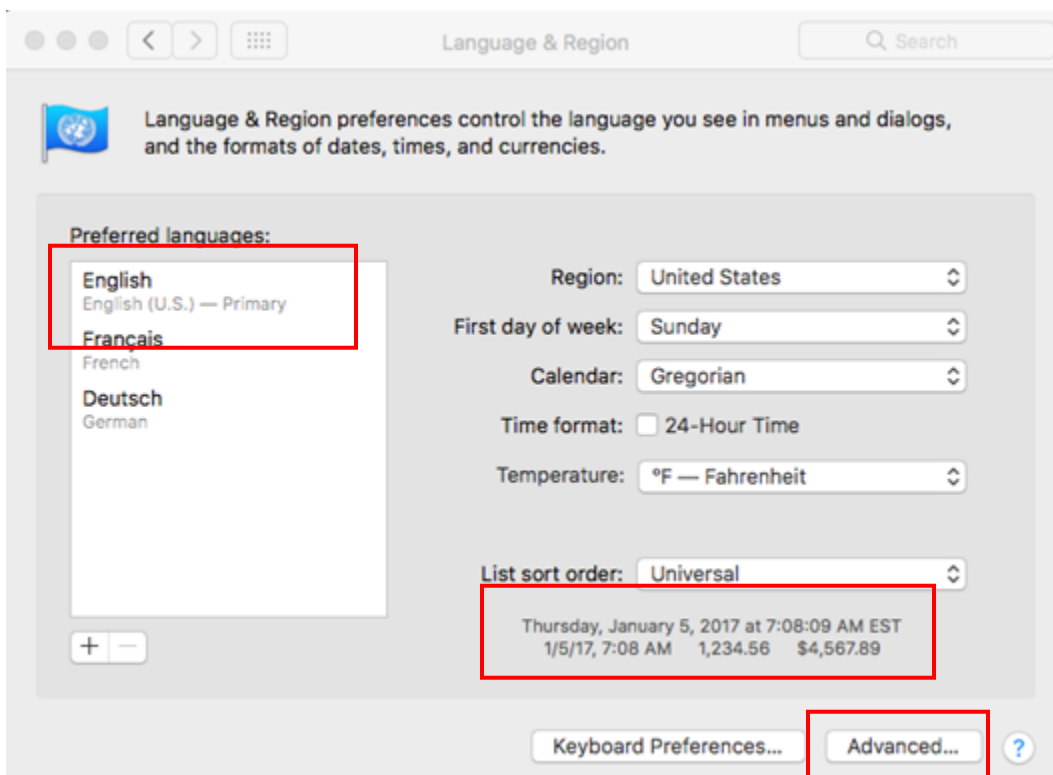 Language & Region
Search
Language & Region preferences control the language you see in menus and dialogs,
and the formats of dates, times, and currencies.
Preferred languages:
English
English (U.S.) — Primary
Français
French
Deutsch
German
+ −
Region: United States
First day of week: Sunday
Calendar: Gregorian
Time format: 24-Hour Time
Temperature: °F — Fahrenheit
List sort order: Universal
Thursday, January 5, 2017 at 7:08:09 AM EST
1/5/17, 7:08 AM 1,234.56 $4,567.89
Keyboard Preferences... Advanced... ?